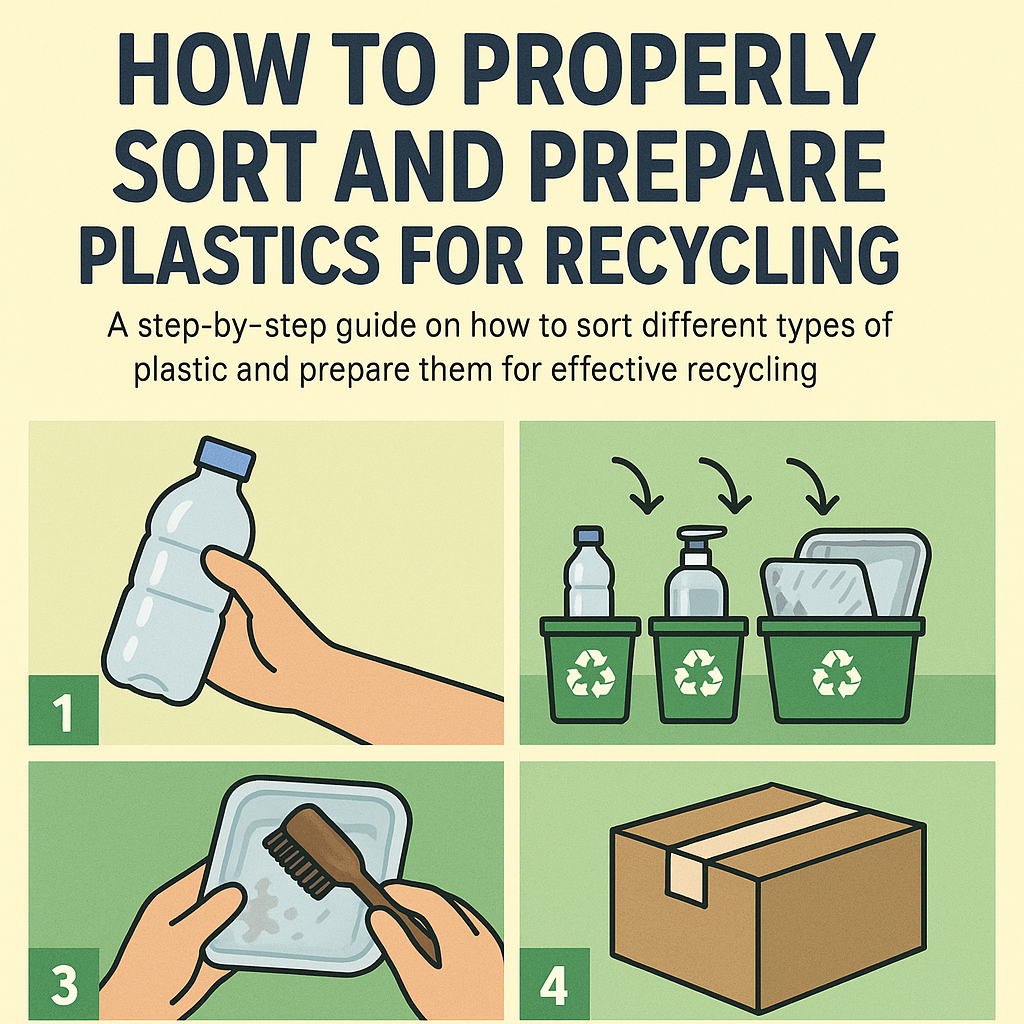 HOW TO PROPERLY
SORT AND PREPARE
PLASTICS FOR RECYCLING
A step-by-step guide on how to sort different types of
plastic and prepare them for effective recycling
1
3
4